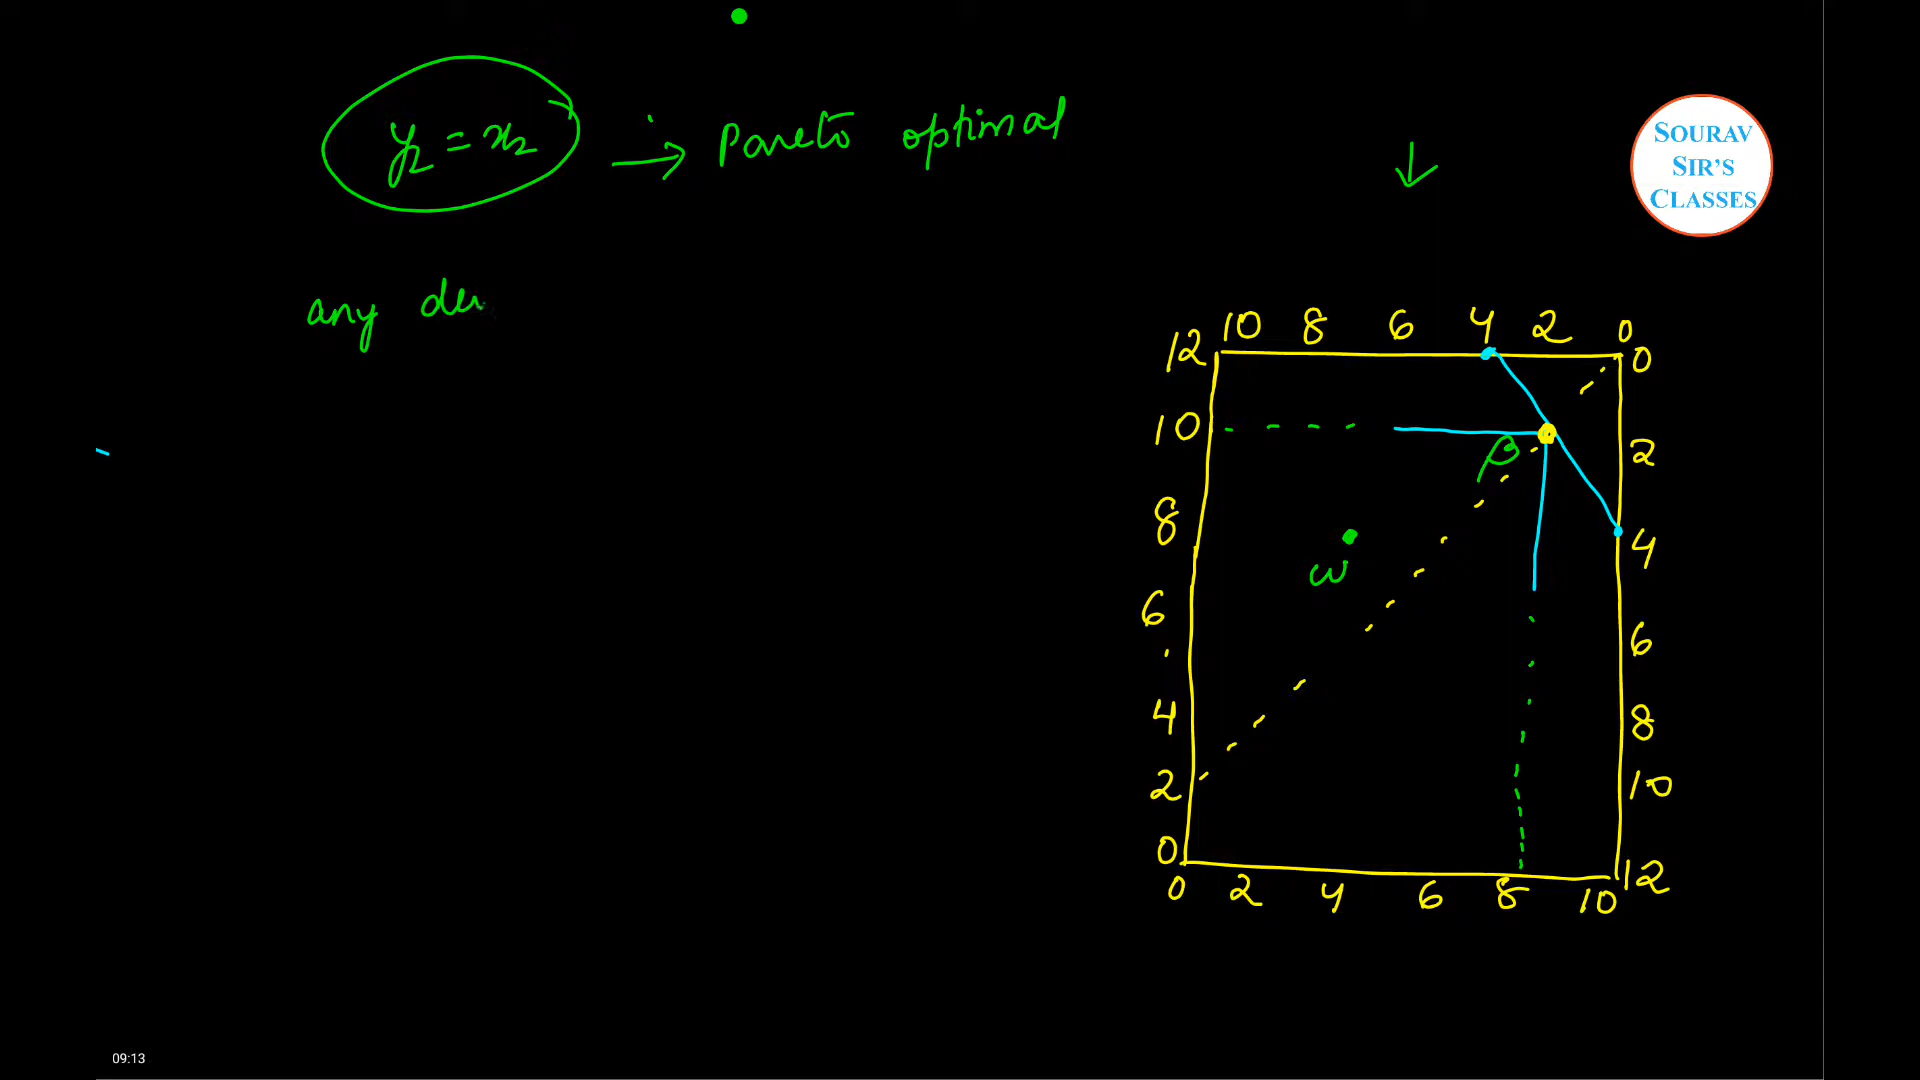 y₂ = x₂ → Pareto optimal
SOURAV
SIR'S
CLASSES
any dev
12 10 8 6 4 2 0
0
10
β
2
8
ω
4
6
6
4
8
2
10
0
12
0 2 4 6 8 10
09:13